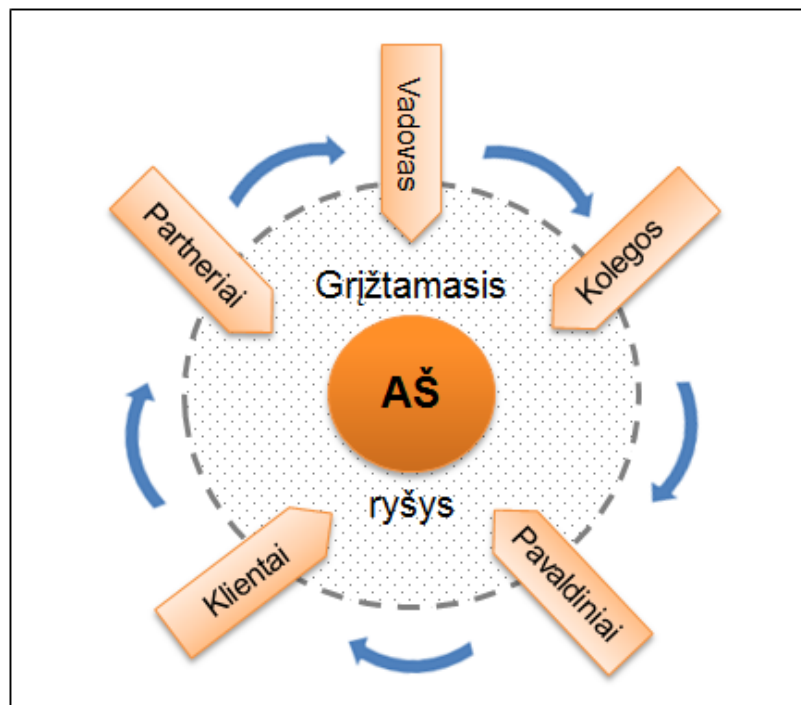 Vadovas
Partneriai
Kolegos
Grįžtamasis
AŠ
ryšys
Klientai
Pavaldiniai